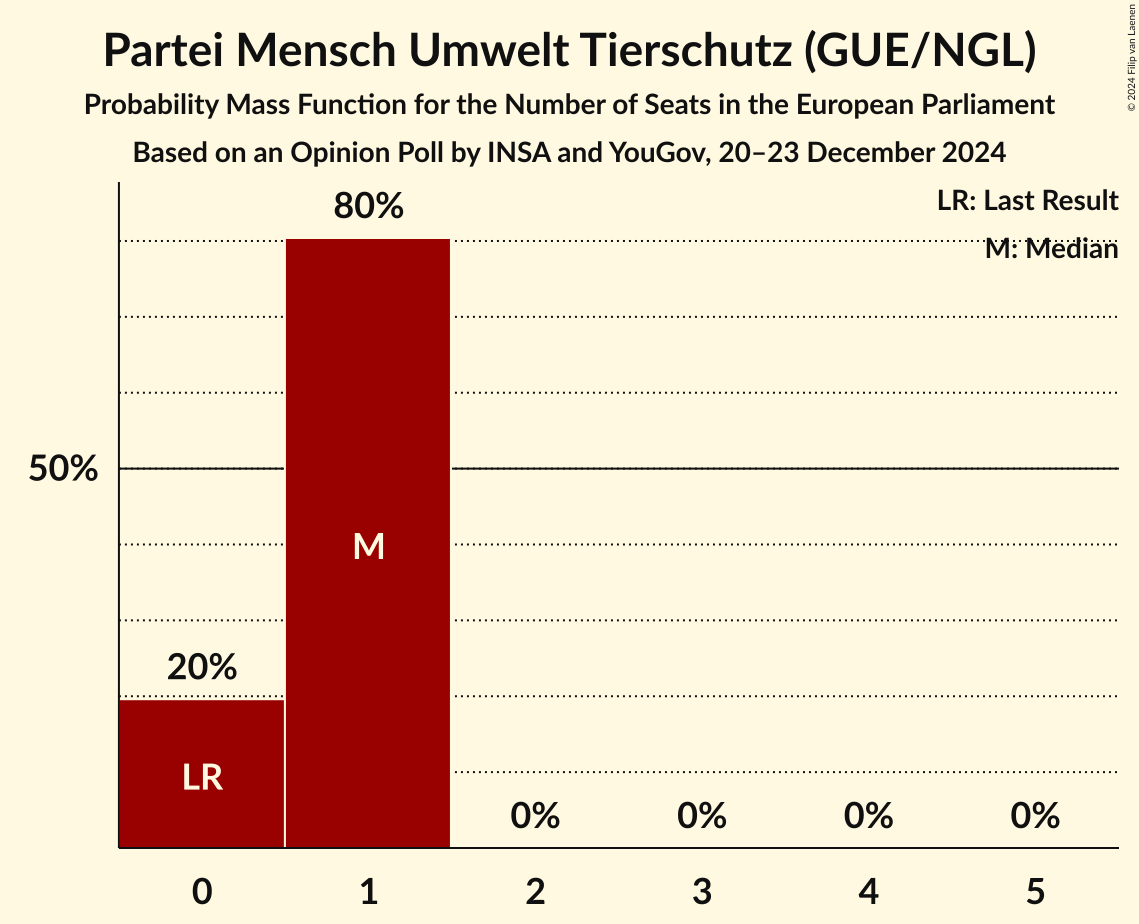 Partei Mensch Umwelt Tierschutz (GUE/NGL)
Probability Mass Function for the Number of Seats in the European Parliament
Based on an Opinion Poll by INSA and YouGov, 20–23 December 2024
© 2024 Filip van Laenen
LR: Last Result
M: Median
80%
50%
M
20%
LR
0%
0%
0%
0%
0
1
2
3
4
5